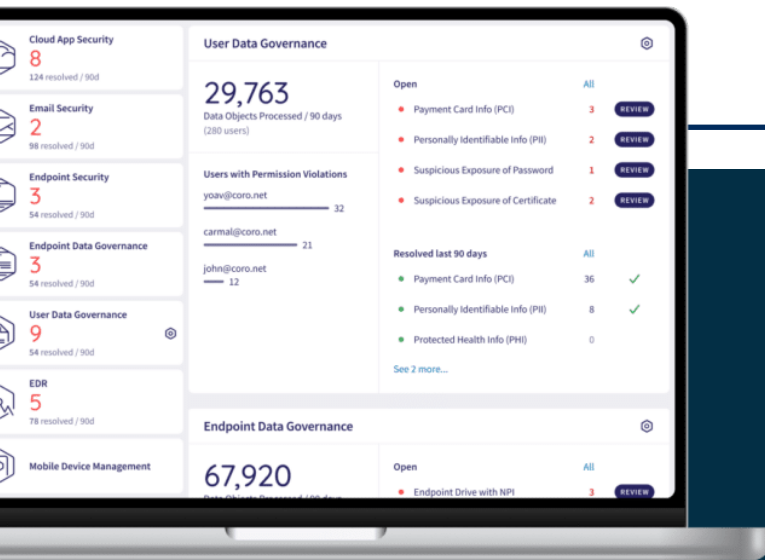 Cloud App Security
8
124 resolved / 90d
Email Security
2
98 resolved / 90d
Endpoint Security
3
54 resolved / 90d
Endpoint Data Governance
3
54 resolved / 90d
User Data Governance
9
54 resolved / 90d
EDR
5
78 resolved / 90d
Mobile Device Management
User Data Governance
29,763
Data Objects Processed / 90 days
(280 users)
Users with Permission Violations
yoav@coro.net
32
carmal@coro.net
21
john@coro.net
12
Open All
Payment Card Info (PCI) 3 REVIEW
Personally Identifiable Info (PII) 2 REVIEW
Suspicious Exposure of Password 1 REVIEW
Suspicious Exposure of Certificate 2 REVIEW
Resolved last 90 days All
Payment Card Info (PCI) 36
Personally Identifiable Info (PII) 8
Protected Health Info (PHI) 0
See 2 more...
Endpoint Data Governance
67,920
Data Objects Processed / 90 days
Open All
Endpoint Drive with NPI 3 REVIEW